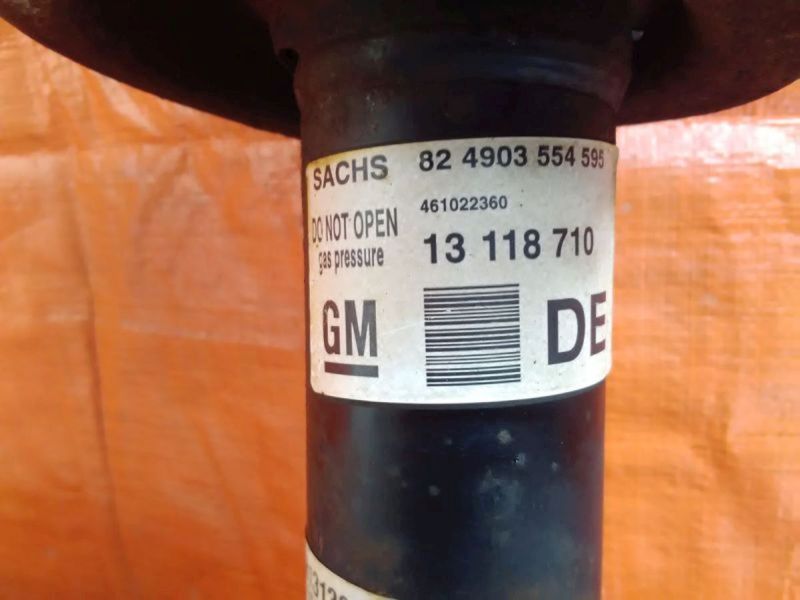 SACHS 82 4903 554 595
461022360
DO NOT OPEN
gas pressure 13 118 710
GM DE